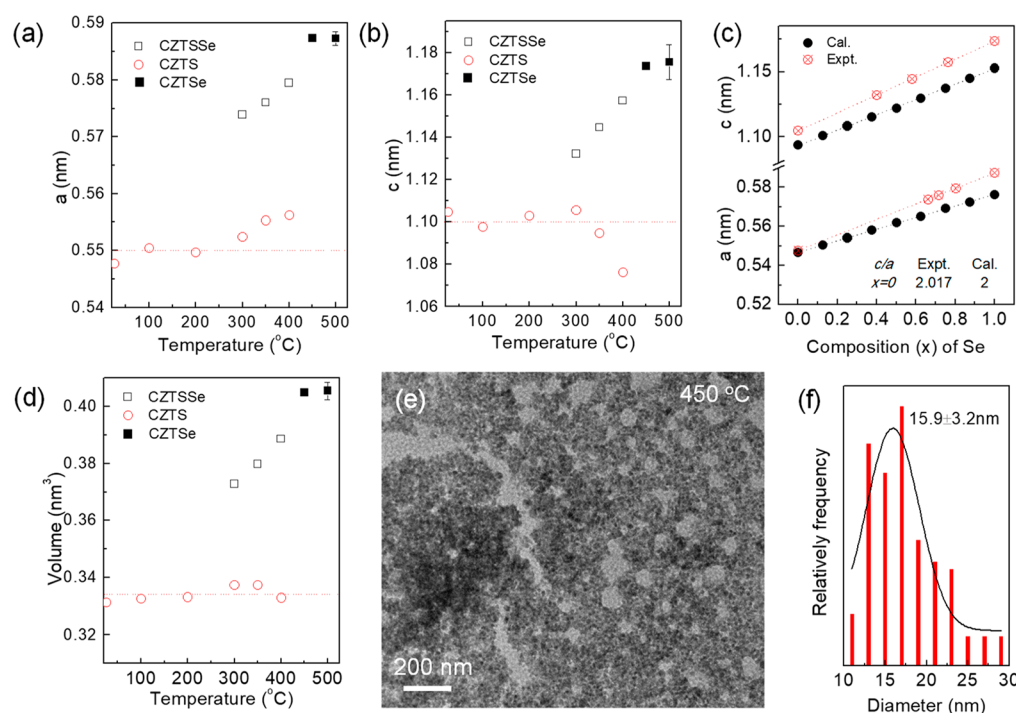 (a)
0.59
0.58
0.57
0.56
0.55
0.54
a (nm)
CZTSSe
CZTS
CZTSe
100 200 300 400 500
Temperature (°C)
(b)
1.18
1.16
1.14
1.12
1.10
1.08
1.06
c (nm)
CZTSSe
CZTS
CZTSe
100 200 300 400 500
Temperature (°C)
(c)
Cal.
Expt.
c (nm)
1.15
1.10
a (nm)
0.58
0.56
0.54
0.52
c/a Expt. Cal.
x=0 2.017 2
0.0 0.2 0.4 0.6 0.8 1.0
Composition (x) of Se
(d)
0.40
0.38
0.36
0.34
0.32
Volume (nm³)
CZTSSe
CZTS
CZTSe
100 200 300 400 500
Temperature (°C)
(e)
450 °C
200 nm
(f)
15.9±3.2nm
Relatively frequency
10 15 20 25 30
Diameter (nm)